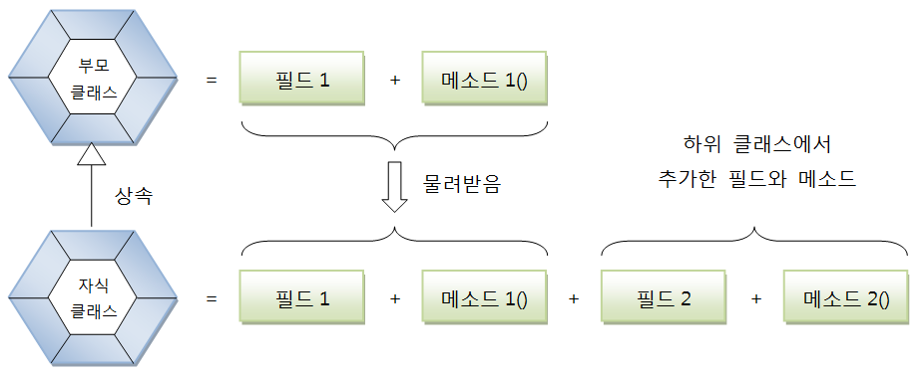 부모
클래스
=
필드 1
+
메소드 1()
하위 클래스에서
추가한 필드와 메소드
상속
물려받음
자식
클래스
=
필드 1
+
메소드 1()
+
필드 2
+
메소드 2()